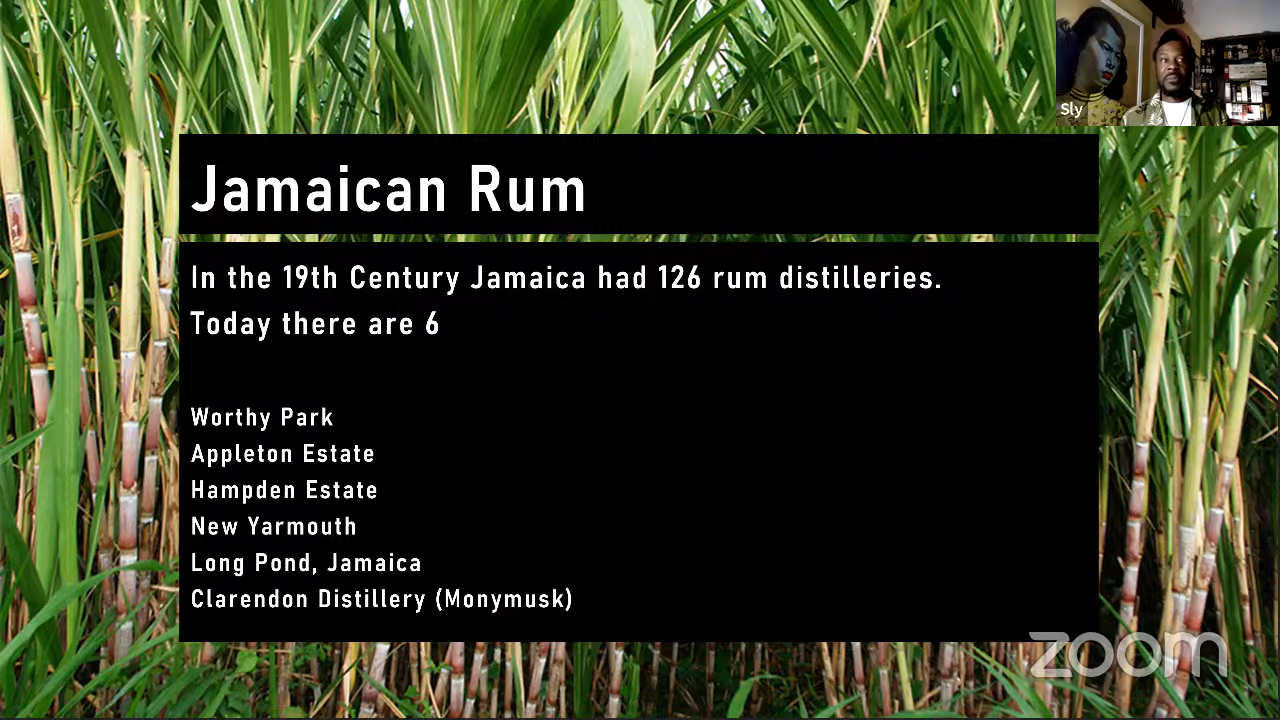 Sly
Jamaican Rum
In the 19th Century Jamaica had 126 rum distilleries.
Today there are 6
Worthy Park
Appleton Estate
Hampden Estate
New Yarmouth
Long Pond, Jamaica
Clarendon Distillery (Monymusk)
zoom